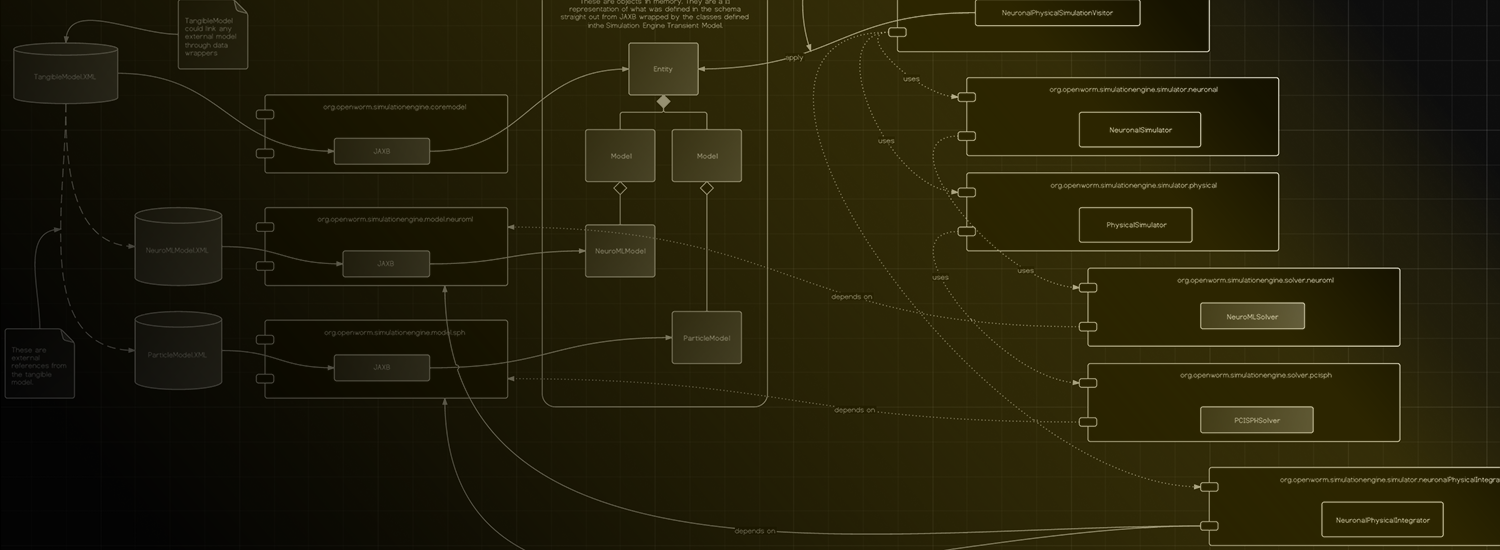 TangibleModel
could link any
external model
through data
wrappers
TangibleModel.XML
These are objects in memory. They are a
representation of what was defined in the schema
straight out from JAXB wrapped by the classes defined
inthe Simulation Engine Transient Model.
NeuronalPhysicalSimulationVisitor
apply
Entity
uses
org.openworm.simulationengine.simulator.neuronal
NeuronalSimulator
org.openworm.simulationengine.coremodel
JAXB
Model
Model
uses
org.openworm.simulationengine.simulator.physical
PhysicalSimulator
org.openworm.simulationengine.model.neuroml
NeuroMLModel.XML
JAXB
NeuroMLModel
uses
uses
org.openworm.simulationengine.solver.neuroml
NeuroMLSolver
depends on
org.openworm.simulationengine.model.sph
ParticleModel.XML
JAXB
ParticleModel
These are
external
references from
the tangible
model.
org.openworm.simulationengine.solver.pcisph
PCISPHSolver
depends on
org.openworm.simulationengine.simulator.neuronalPhysicalIntegra
NeuronalPhysicalIntegrator
depends on